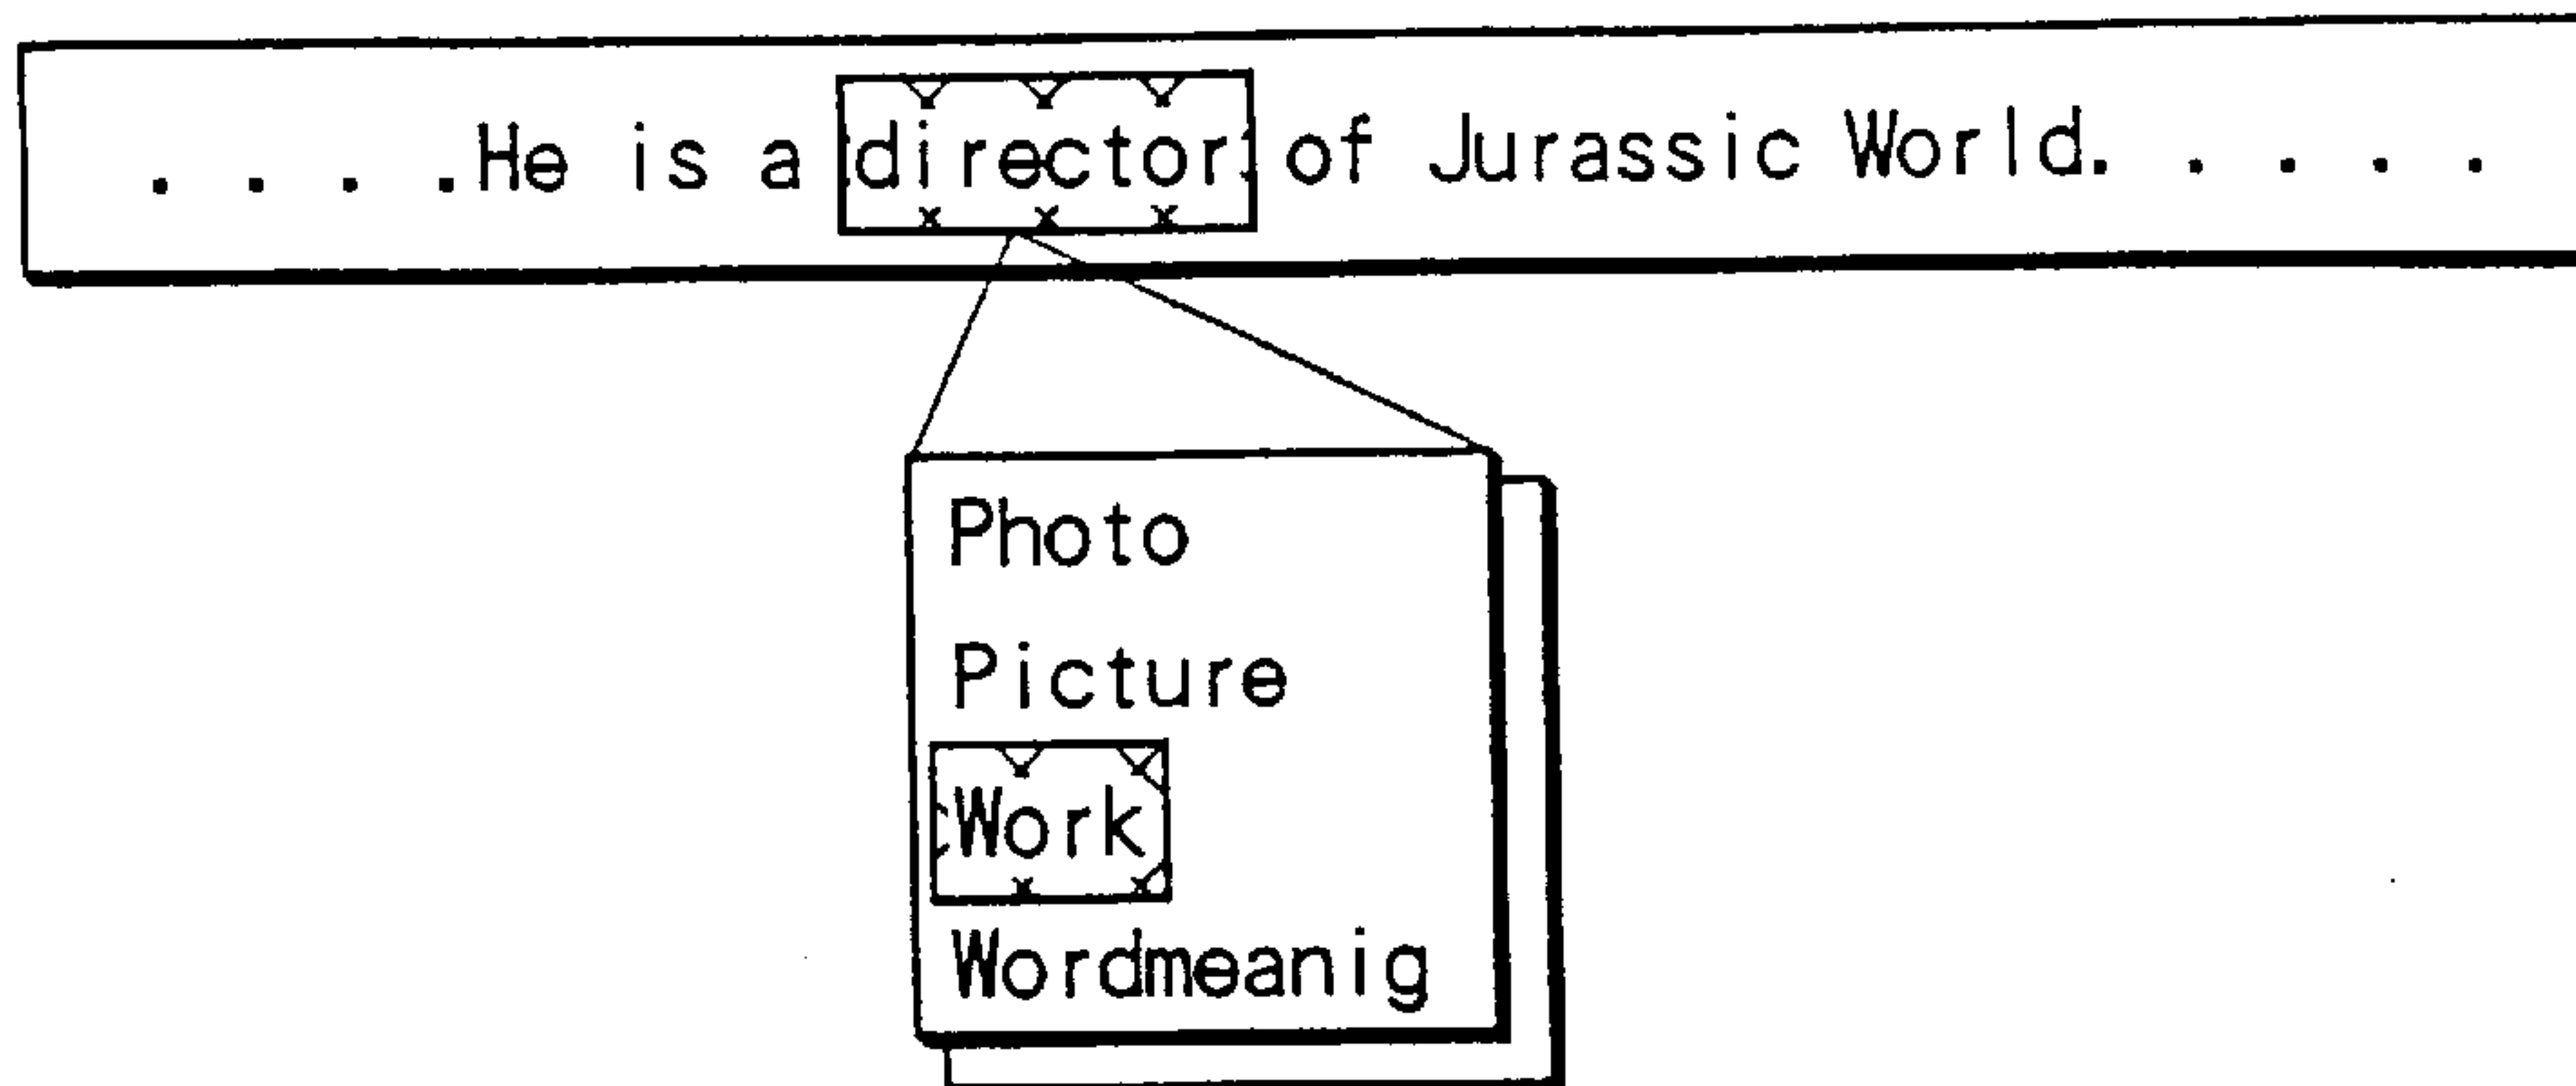 . . . .He is a director of Jurassic World. . . . .
Photo
Picture
Work
Wordmeanig